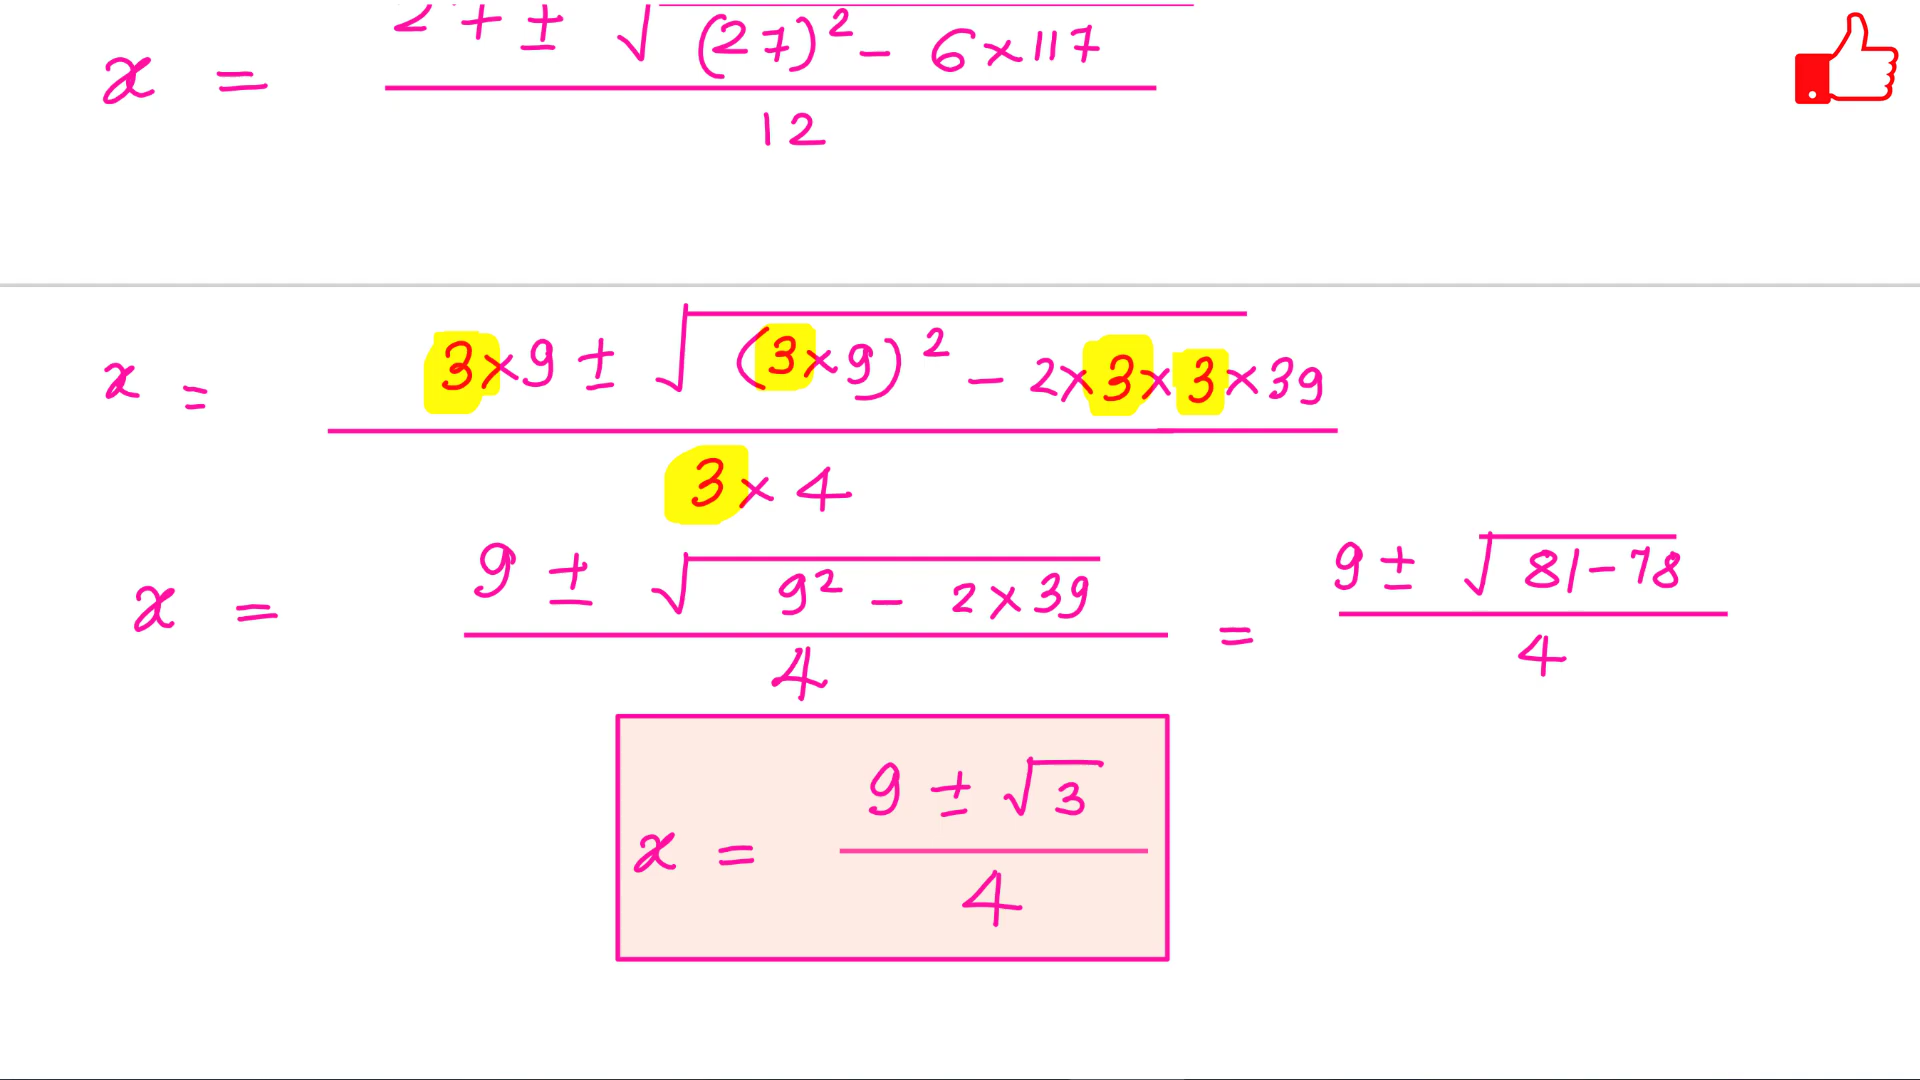 x = 27 ± √((27)² − 6×117) / 12
x = 3×9 ± √((3×9)² − 2×3×3×39) / 3×4
x = 9 ± √(9² − 2×39) / 4 = 9 ± √(81−78) / 4
x = 9 ± √3 / 4